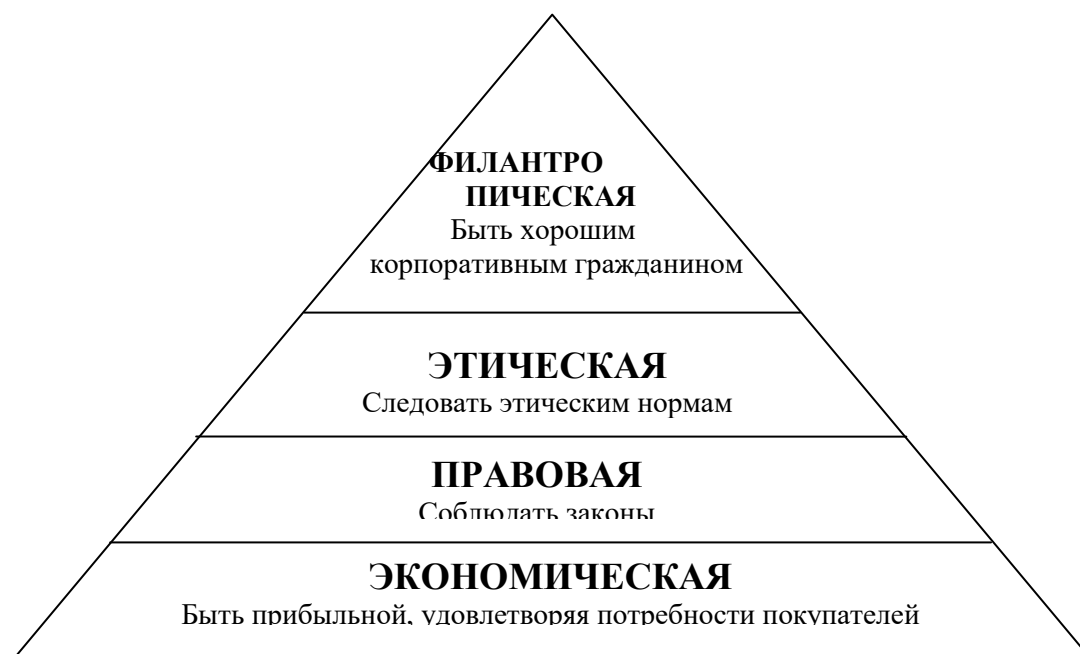 ФИЛАНТРО
ПИЧЕСКАЯ
Быть хорошим
корпоративным гражданином
ЭТИЧЕСКАЯ
Следовать этическим нормам
ПРАВОВАЯ
Соблюдать законы
ЭКОНОМИЧЕСКАЯ
Быть прибыльной, удовлетворяя потребности покупателей